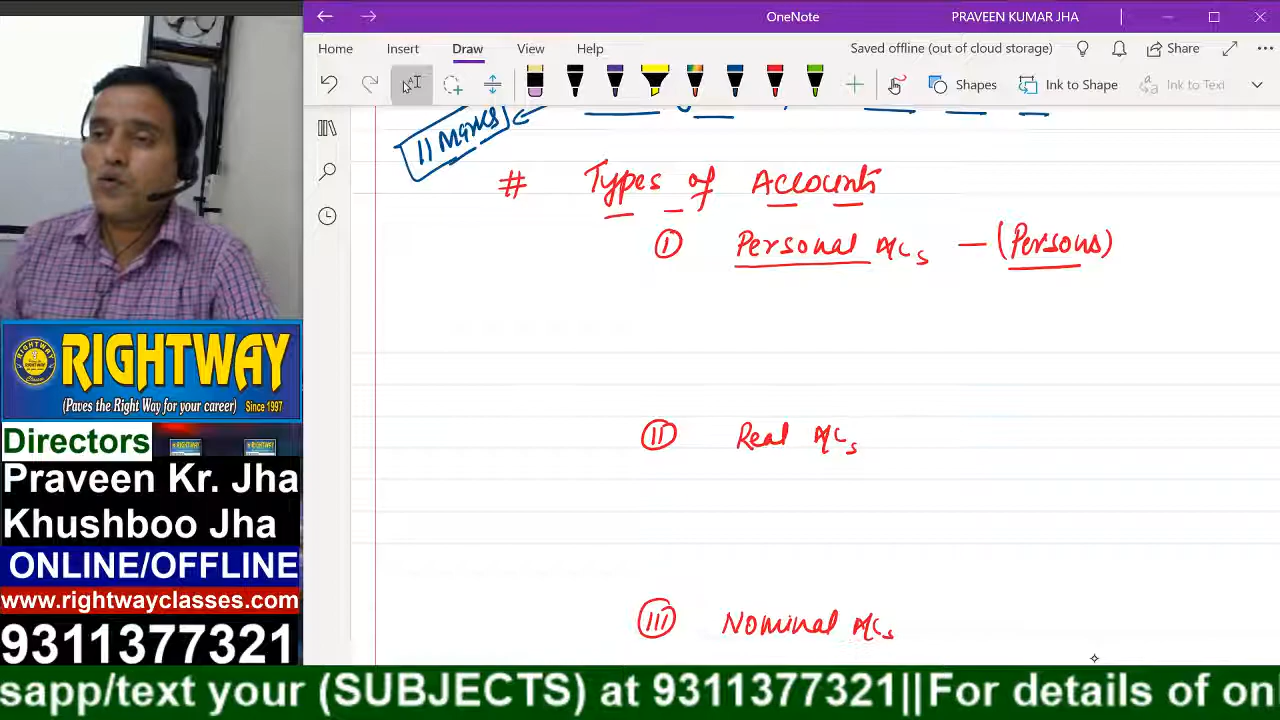 OneNote
PRAVEEN KUMAR JHA
Home Insert Draw View Help
Saved offline (out of cloud storage) Share
Shapes Ink to Shape Ink to Text
11 Marks
# Types of Accounts
I Personal A/Cs — (Persons)
II Real A/Cs
III Nominal A/Cs
RIGHTWAY
(Paves the Right Way for your career) Since 1997
Directors
Praveen Kr. Jha
Khushboo Jha
ONLINE/OFFLINE
www.rightwayclasses.com
9311377321
sapp/text your (SUBJECTS) at 9311377321||For details of onl